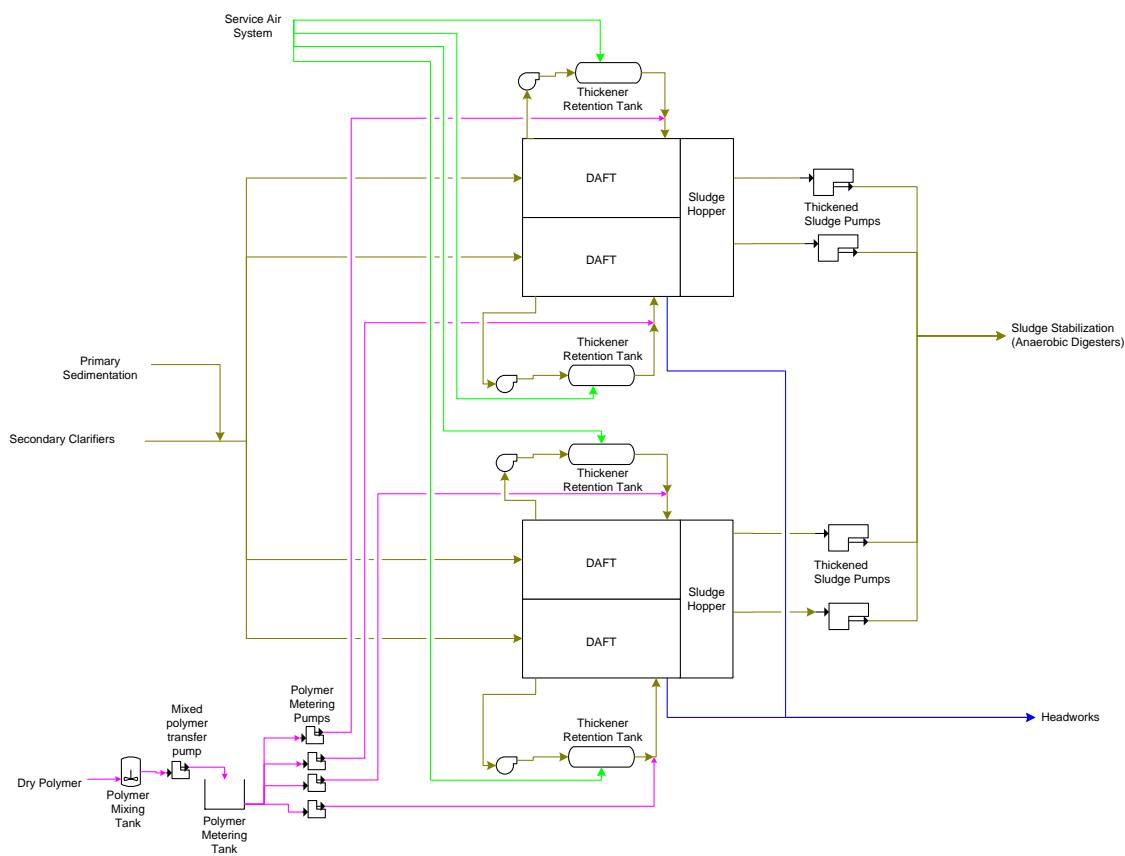 Service Air
System
Thickener
Retention Tank
DAFT
Sludge
Hopper
Thickened
Sludge Pumps
DAFT
Sludge Stabilization
(Anaerobic Digesters)
Thickener
Retention Tank
Primary
Sedimentation
Secondary Clarifiers
Thickener
Retention Tank
DAFT
Sludge
Hopper
Thickened
Sludge Pumps
DAFT
Polymer
Metering
Pumps
Mixed
polymer
transfer
pump
Thickener
Retention Tank
Headworks
Dry Polymer
Polymer
Mixing
Tank
Polymer
Metering
Tank